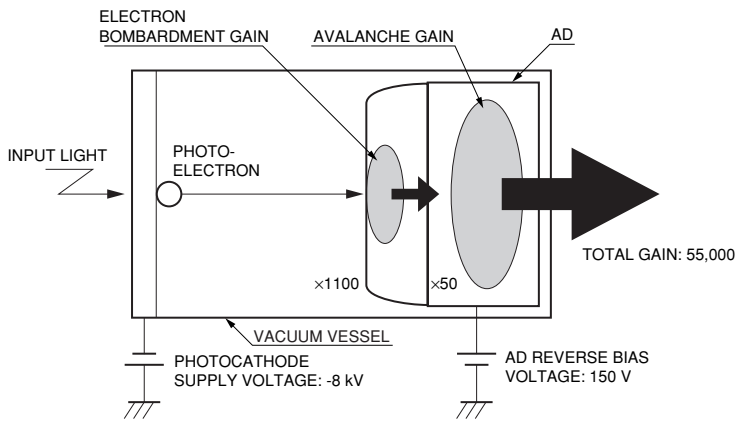 ELECTRON
BOMBARDMENT GAIN
AVALANCHE GAIN
AD
INPUT LIGHT
PHOTO-
ELECTRON
TOTAL GAIN: 55,000
×1100
×50
VACUUM VESSEL
PHOTOCATHODE
SUPPLY VOLTAGE: -8 kV
AD REVERSE BIAS
VOLTAGE: 150 V